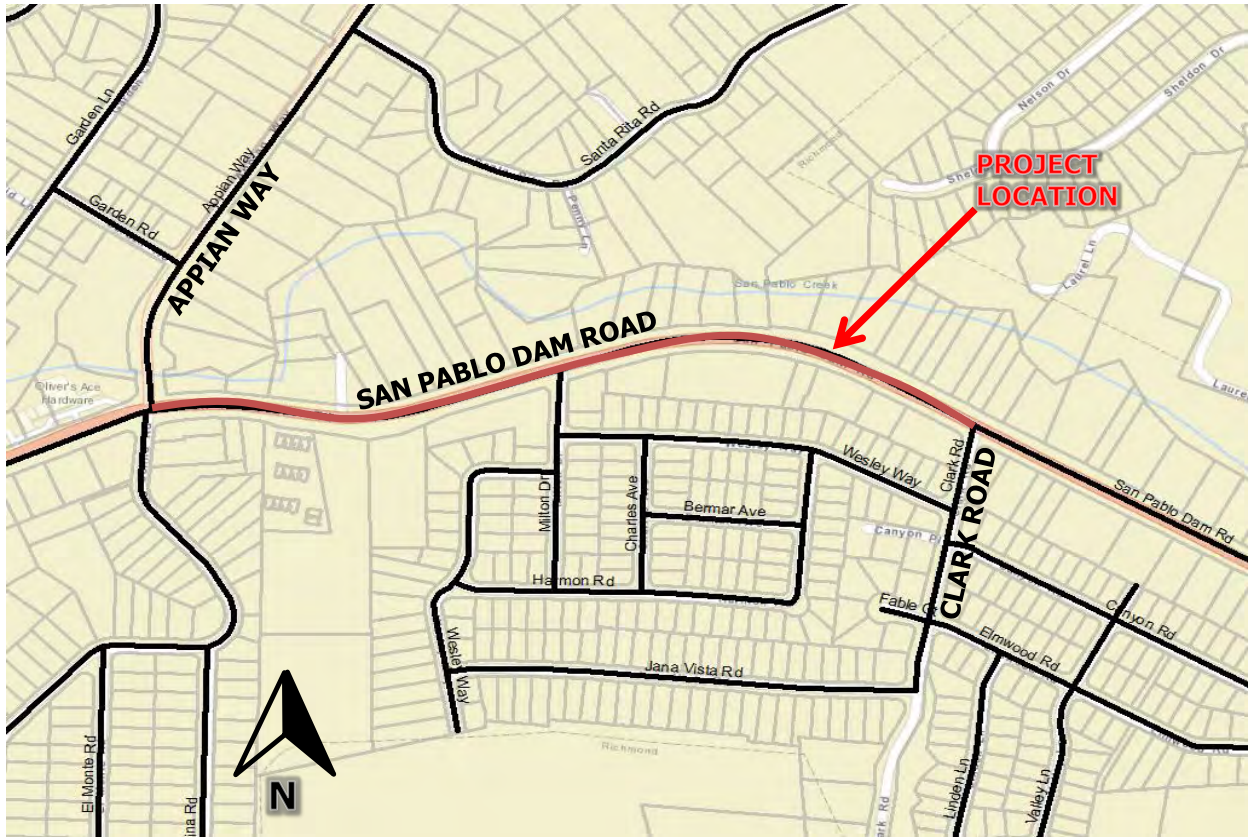 Garden Ln
Nelson Dr
Sheldon Dr
Appian Way
Santa Rita Rd
Richmond
PROJECT
LOCATION
Garden Rd
APPIAN WAY
Penny Ln
Laurel Ln
San Pablo Creek
SAN PABLO DAM ROAD
Oliver's Ace
Hardware
Wesley Way
Clark Rd
San Pablo Dam Rd
Milton Dr
Charles Ave
Bermar Ave
CLARK ROAD
Harmon Rd
Fable
Canyon Rd
Elmwood Rd
Wesley Way
Jana Vista Rd
Richmond
N
El Monte Rd
Linden Ln
Valley Ln